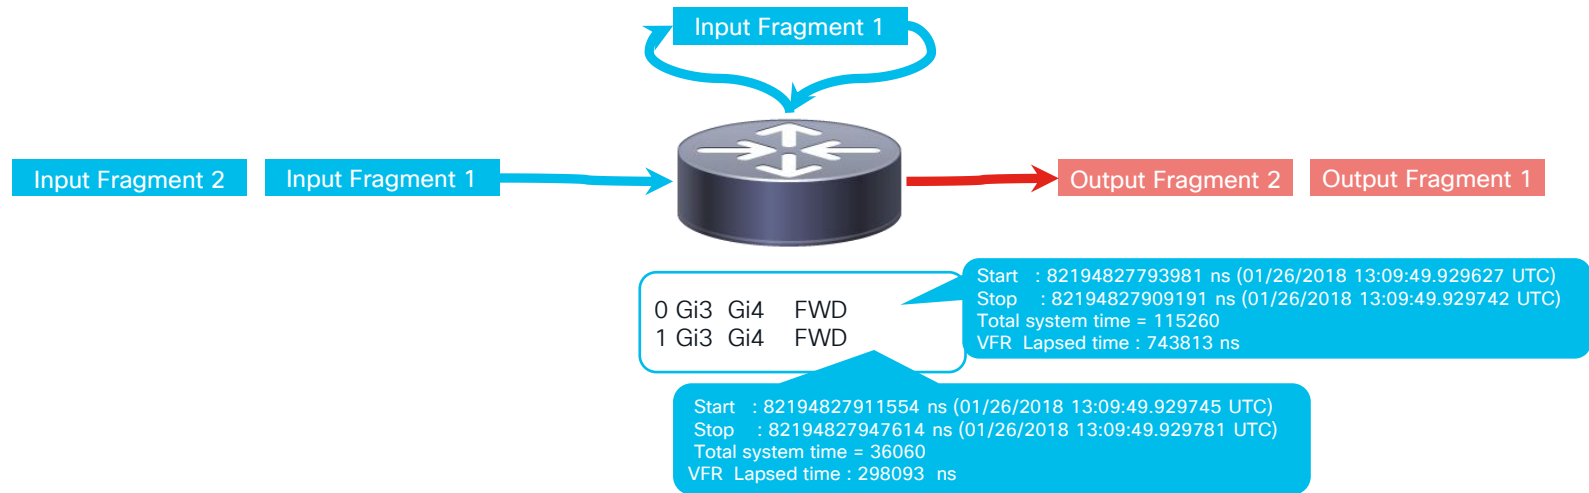 Input Fragment 1
Input Fragment 2
Input Fragment 1
Output Fragment 2
Output Fragment 1
0 Gi3 Gi4 FWD
1 Gi3 Gi4 FWD
Start : 82194827793981 ns (01/26/2018 13:09:49.929627 UTC)
Stop : 82194827909191 ns (01/26/2018 13:09:49.929742 UTC)
Total system time = 115260
VFR Lapsed time : 743813 ns
Start : 82194827911554 ns (01/26/2018 13:09:49.929745 UTC)
Stop : 82194827947614 ns (01/26/2018 13:09:49.929781 UTC)
Total system time = 36060
VFR Lapsed time : 298093 ns